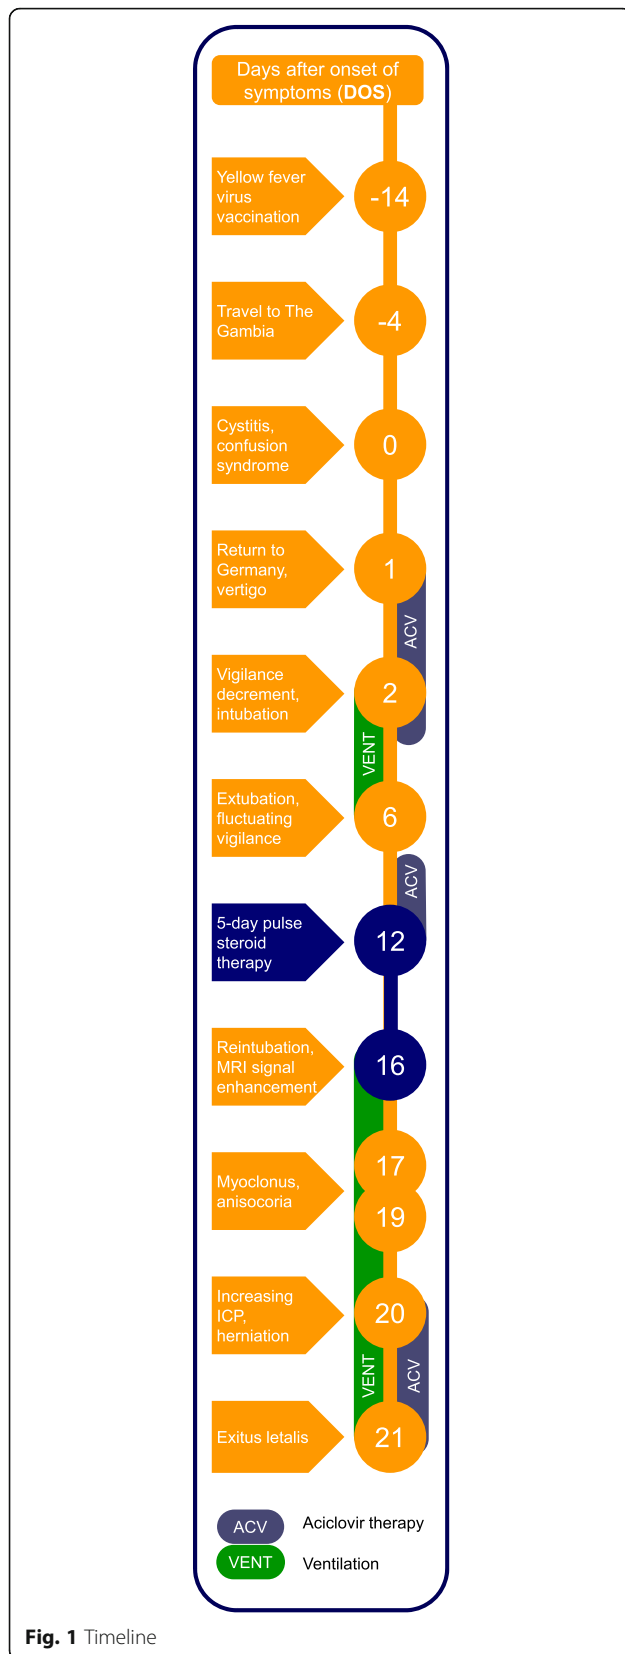 Days after onset of
symptoms (DOS)
Yellow fever
virus
vaccination
-14
Travel to The
Gambia
-4
Cystitis,
confusion
syndrome
0
Return to
Germany,
vertigo
1
ACV
Vigilance
decrement,
intubation
2
VENT
Extubation,
fluctuating
vigilance
6
ACV
5-day pulse
steroid
therapy
12
Reintubation,
MRI signal
enhancement
16
Myoclonus,
anisocoria
17
19
Increasing
ICP,
herniation
20
VENT
ACV
Exitus letalis
21
ACV Aciclovir therapy
VENT Ventilation
Fig. 1 Timeline